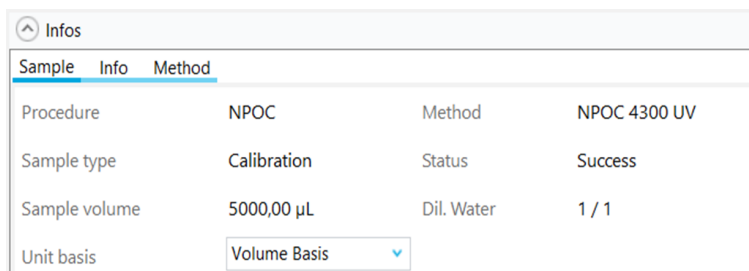 Infos
Sample Info Method
Procedure NPOC Method NPOC 4300 UV
Sample type Calibration Status Success
Sample volume 5000,00 µL Dil. Water 1 / 1
Unit basis Volume Basis